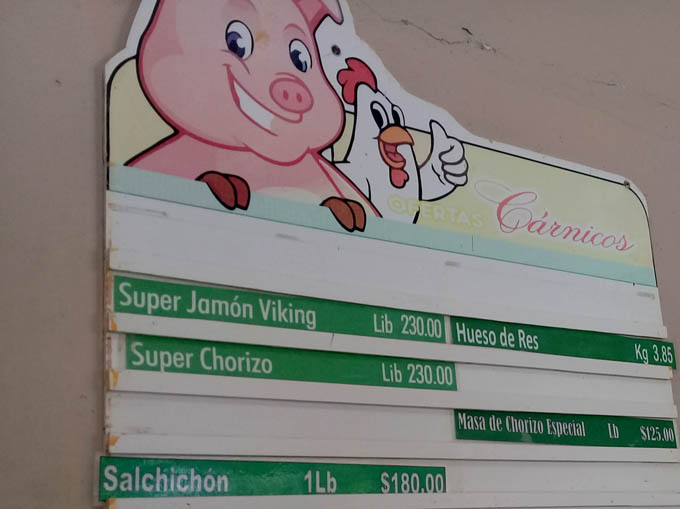 OFERTAS Cárnicos
Super Jamón Viking Lib 230.00
Hueso de Res Kg 3.85
Super Chorizo Lib 230.00
Masa de Chorizo Especial Lb $125.00
Salchichón 1Lb $180.00